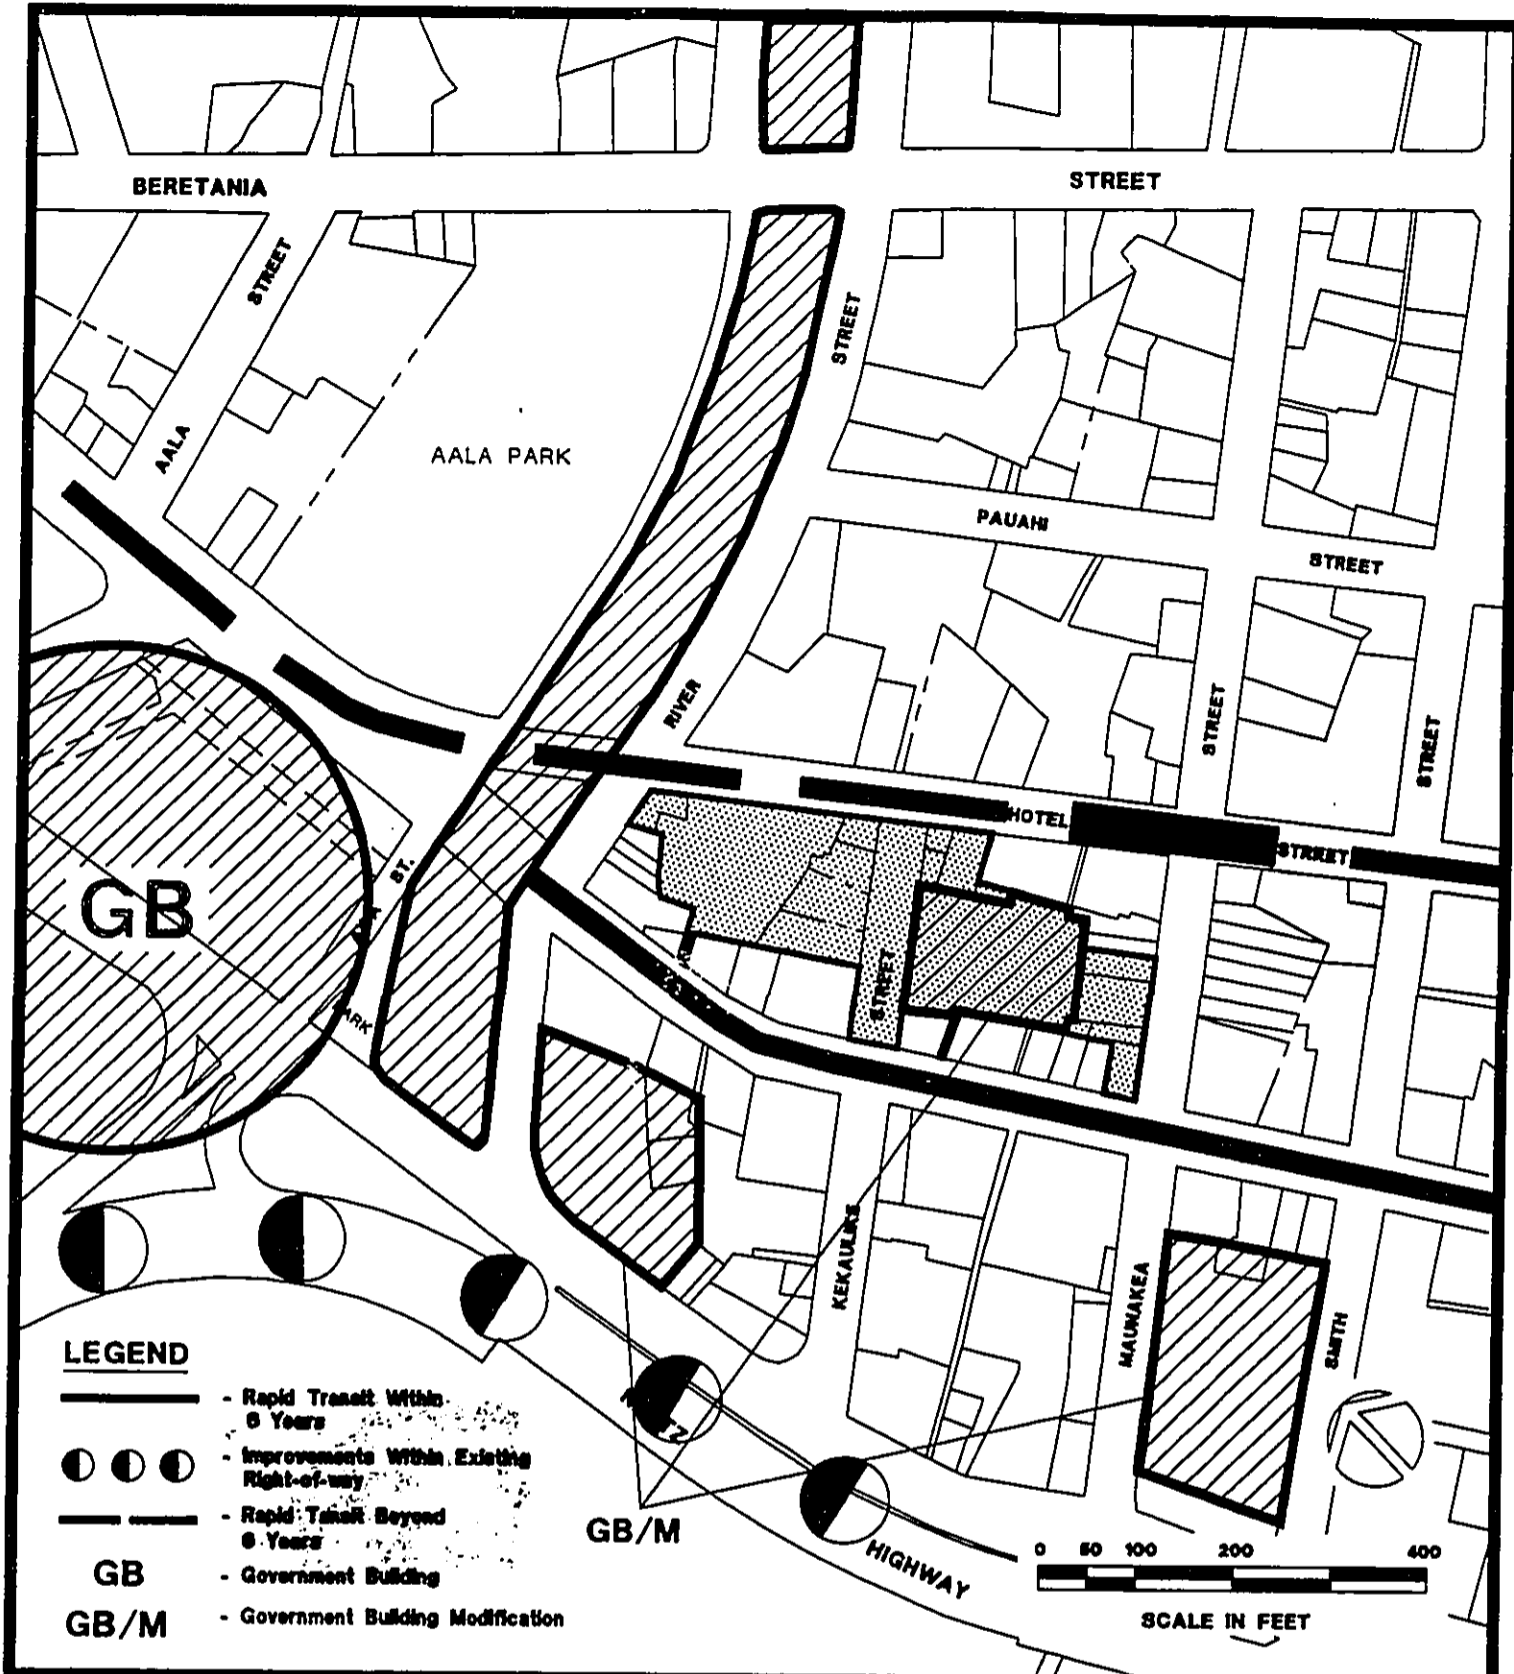 BERETANIA STREET
STREET
AALA
STREET
AALA PARK
PAUAHI
STREET
RIVER
STREET
STREET
HOTEL
STREET
GB
ST.
STREET
KEKAULIKE
MAUNAKEA
SMITH
HIGHWAY
GB/M
LEGEND
- Rapid Transit Within
6 Years
- Improvements Within Existing
Right-of-way
- Rapid Tansit Beyond
6 Years
GB - Government Building
GB/M - Government Building Modification
0 50 100 200 400
SCALE IN FEET